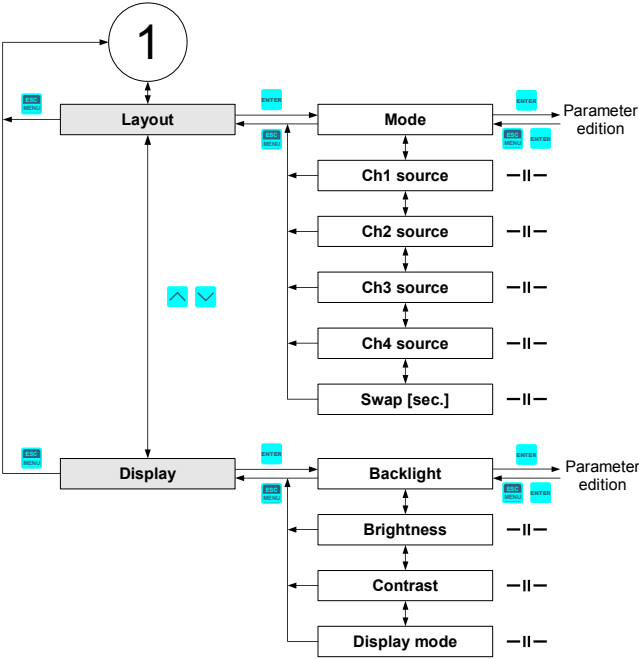 1
ESC
MENU
Layout
ENTER
ESC
MENU
Mode
ENTER
ESC
MENU
ENTER
Parameter
edition
Ch1 source
—II—
Ch2 source
—II—
Ch3 source
—II—
Ch4 source
—II—
Swap [sec.]
—II—
ESC
MENU
Display
ENTER
ESC
MENU
Backlight
ENTER
ESC
MENU
ENTER
Parameter
edition
Brightness
—II—
Contrast
—II—
Display mode
—II—